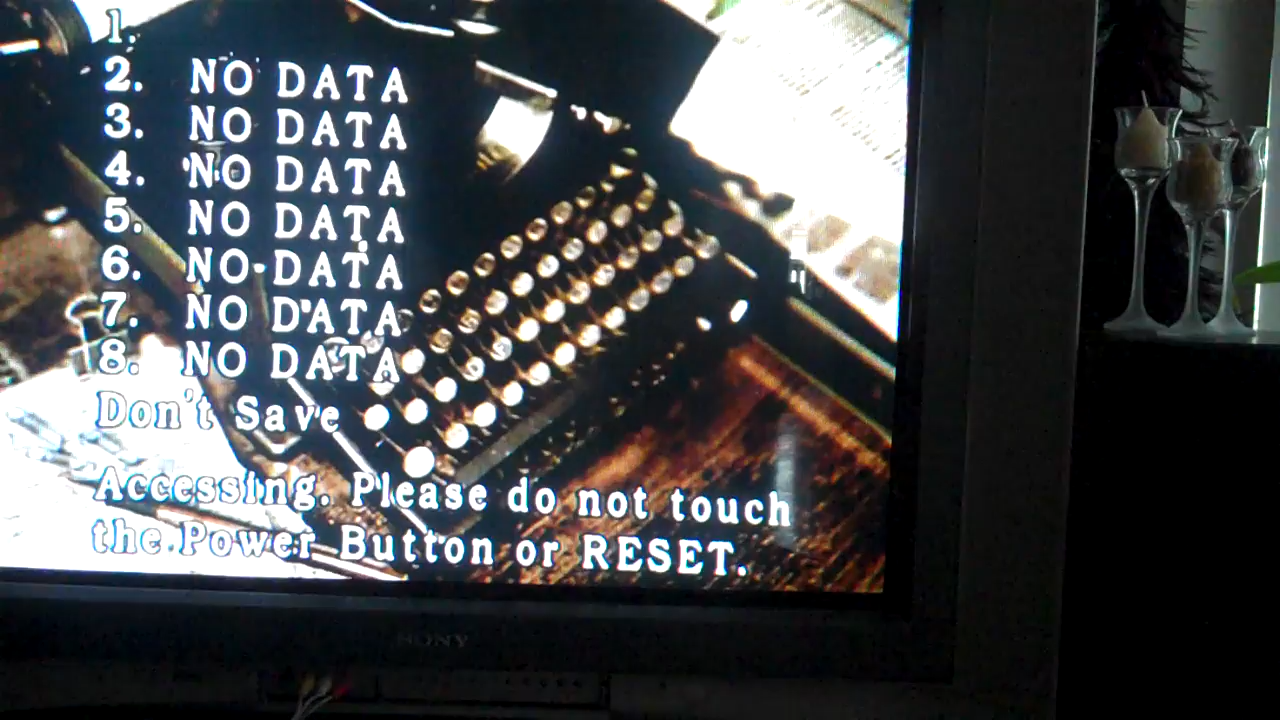 1.
2. NO DATA
3. NO DATA
4. NO DATA
5. NO DATA
6. NO DATA
7. NO DATA
8. NO DATA
Don't Save
Accessing. Please do not touch
the Power Button or RESET.
SONY